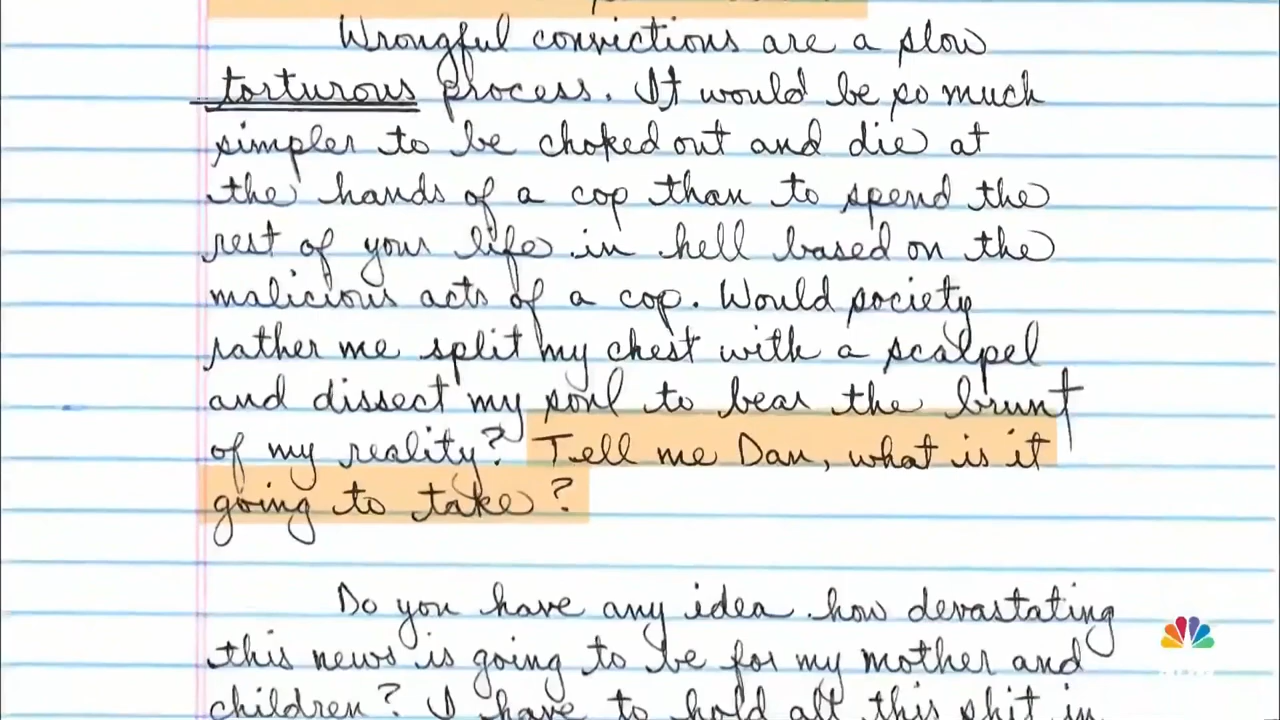 Wrongful convictions are a slow
torturous process. It would be so much
simpler to be choked out and die at
the hands of a cop than to spend the
rest of your life in hell based on the
malicious acts of a cop. Would society
rather me split my chest with a scalpel
and dissect my soul to bear the brunt
of my reality? Tell me Dan, what is it
going to take?
Do you have any idea how devastating
this news is going to be for my mother and
children? I have to hold all this shit in